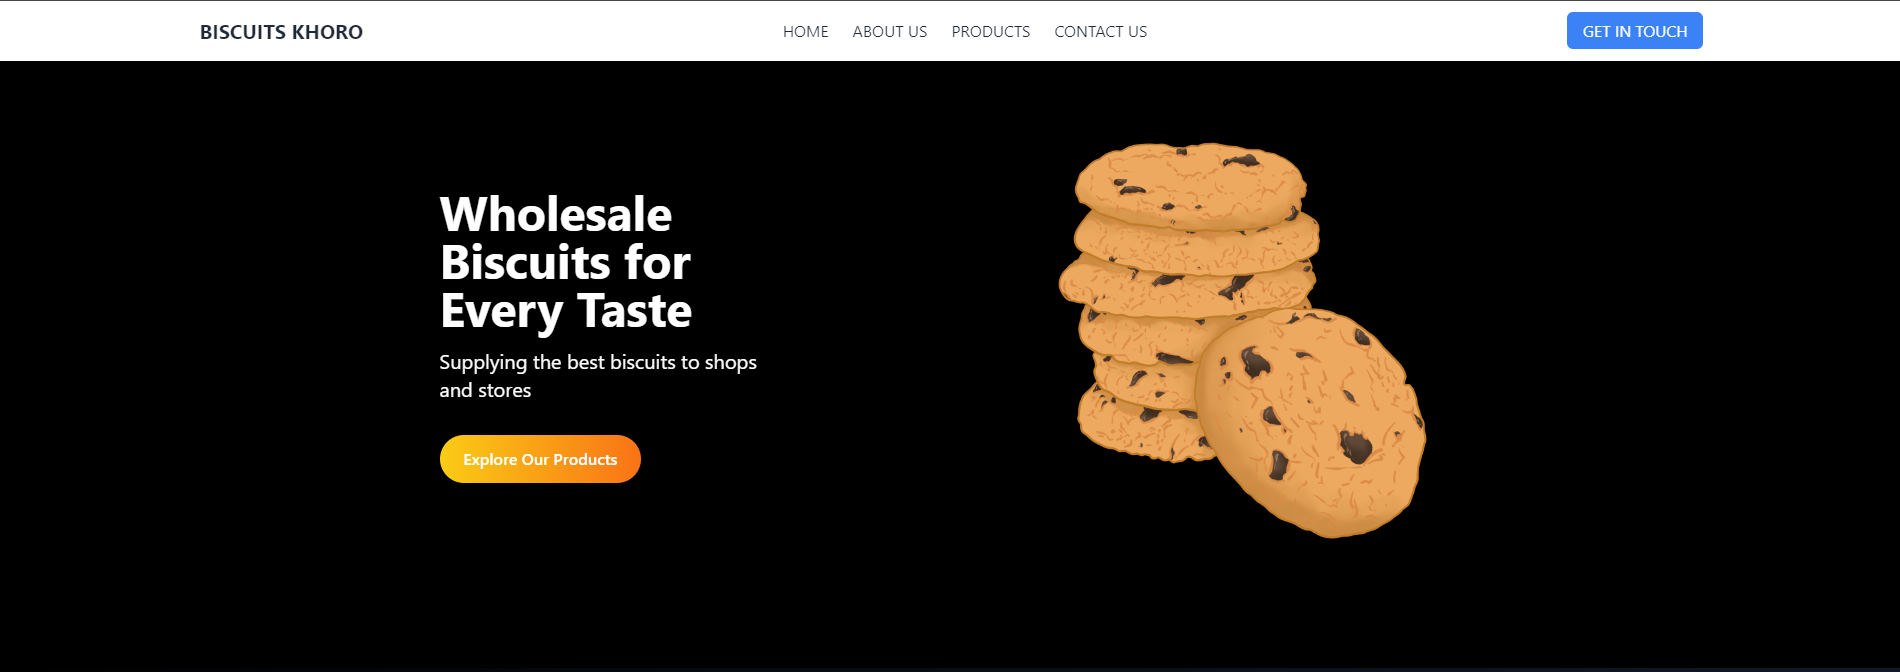 BISCUITS KHORO
HOME ABOUT US PRODUCTS CONTACT US
GET IN TOUCH
Wholesale
Biscuits for
Every Taste
Supplying the best biscuits to shops
and stores
Explore Our Products